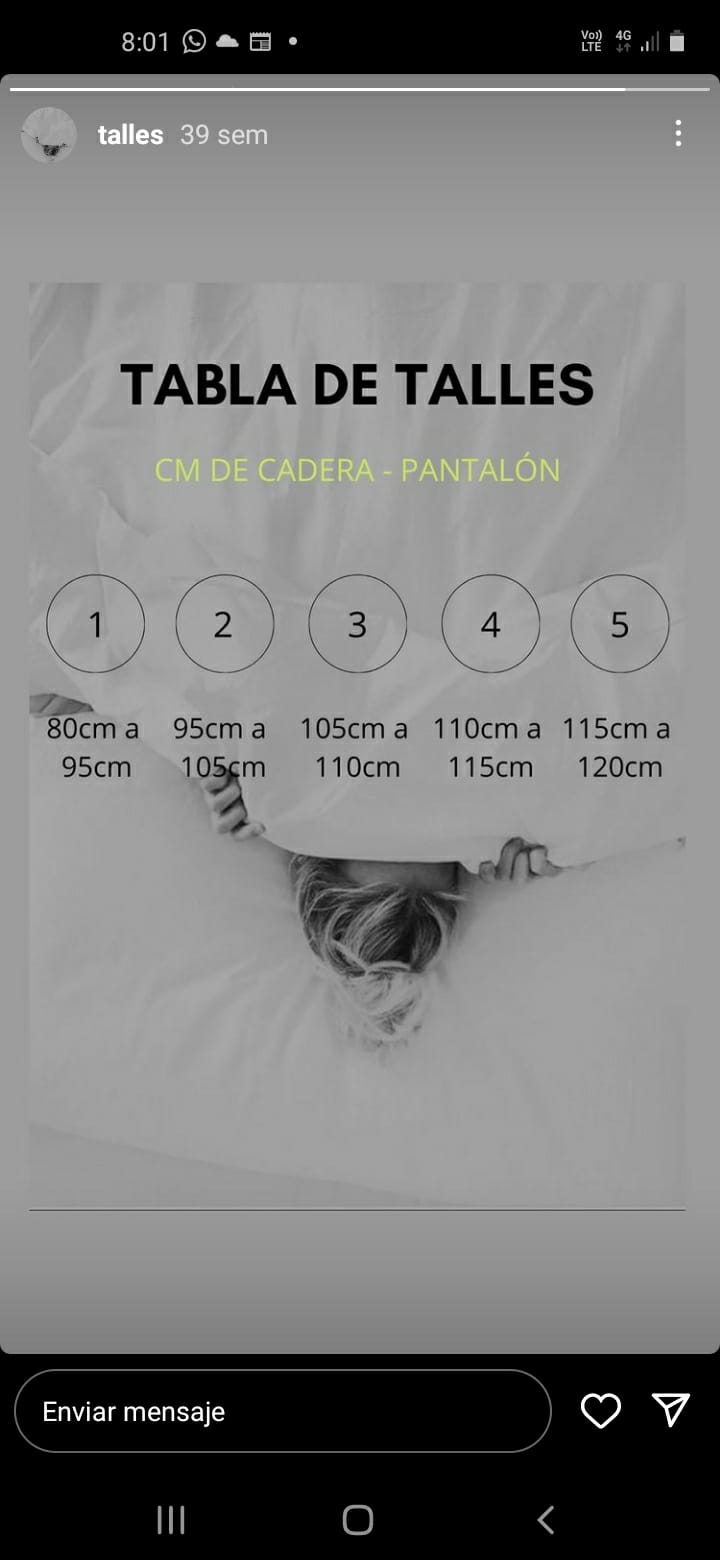 8:01
Vo)) LTE 4G
talles 39 sem
TABLA DE TALLES
CM DE CADERA - PANTALÓN
1 2 3 4 5
80cm a 95cm a 105cm a 110cm a 115cm a
95cm 105cm 110cm 115cm 120cm
Enviar mensaje